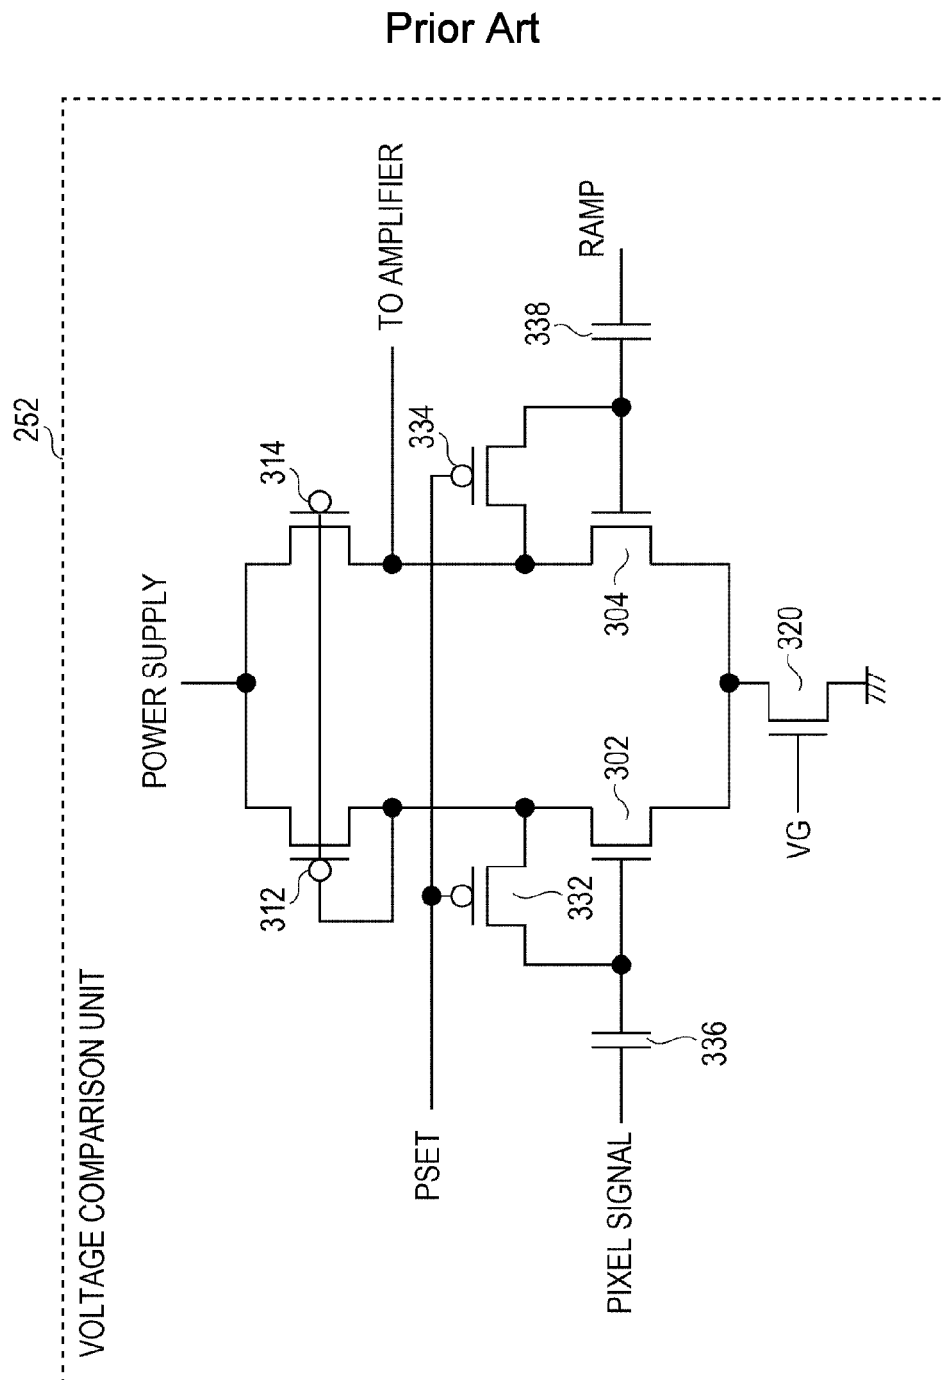 Prior Art
252
VOLTAGE COMPARISON UNIT
POWER SUPPLY
312
314
TO AMPLIFIER
PSET
332
334
PIXEL SIGNAL
336
302
304
338
RAMP
VG
320